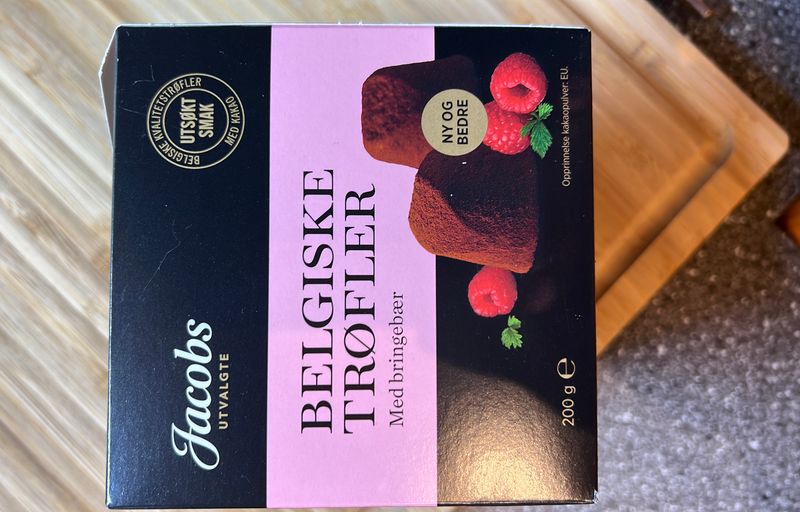 Jacobs
UTVALGTE
BELGISKE KVALITETSTRØFLER
MED KAKAO
UTSØKT
SMAK
BELGISKE
TRØFLER
Med bringebær
NY OG
BEDRE
200 g ℮
Opprinnelse kakaopulver: EU.